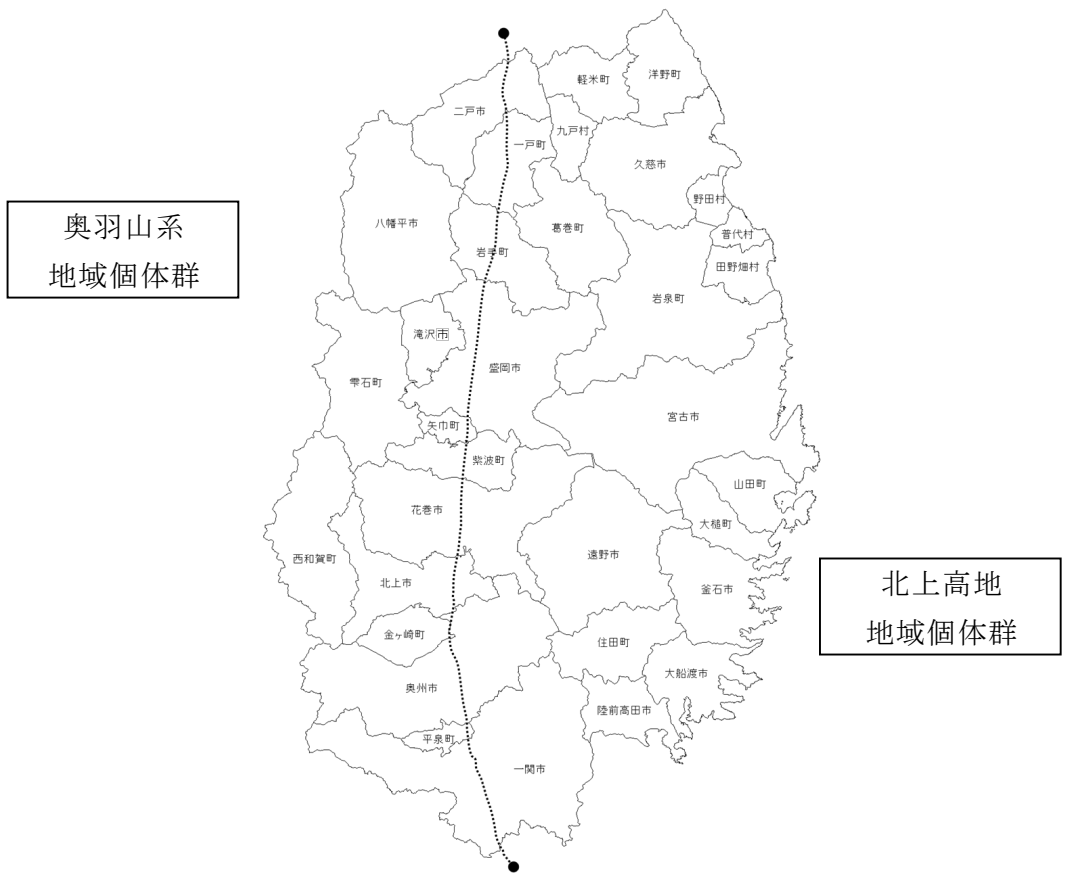 洋野町
軽米町
二戸市
九戸村
一戸町
久慈市
野田村
奥羽山系
地域個体群
八幡平市
葛巻町
普代村
岩手町
田野畑村
岩泉町
滝沢市
盛岡市
雫石町
宮古市
矢巾町
紫波町
山田町
花巻市
大槌町
西和賀町
遠野市
北上市
釜石市
北上高地
地域個体群
金ヶ崎町
住田町
大船渡市
奥州市
陸前高田市
平泉町
一関市